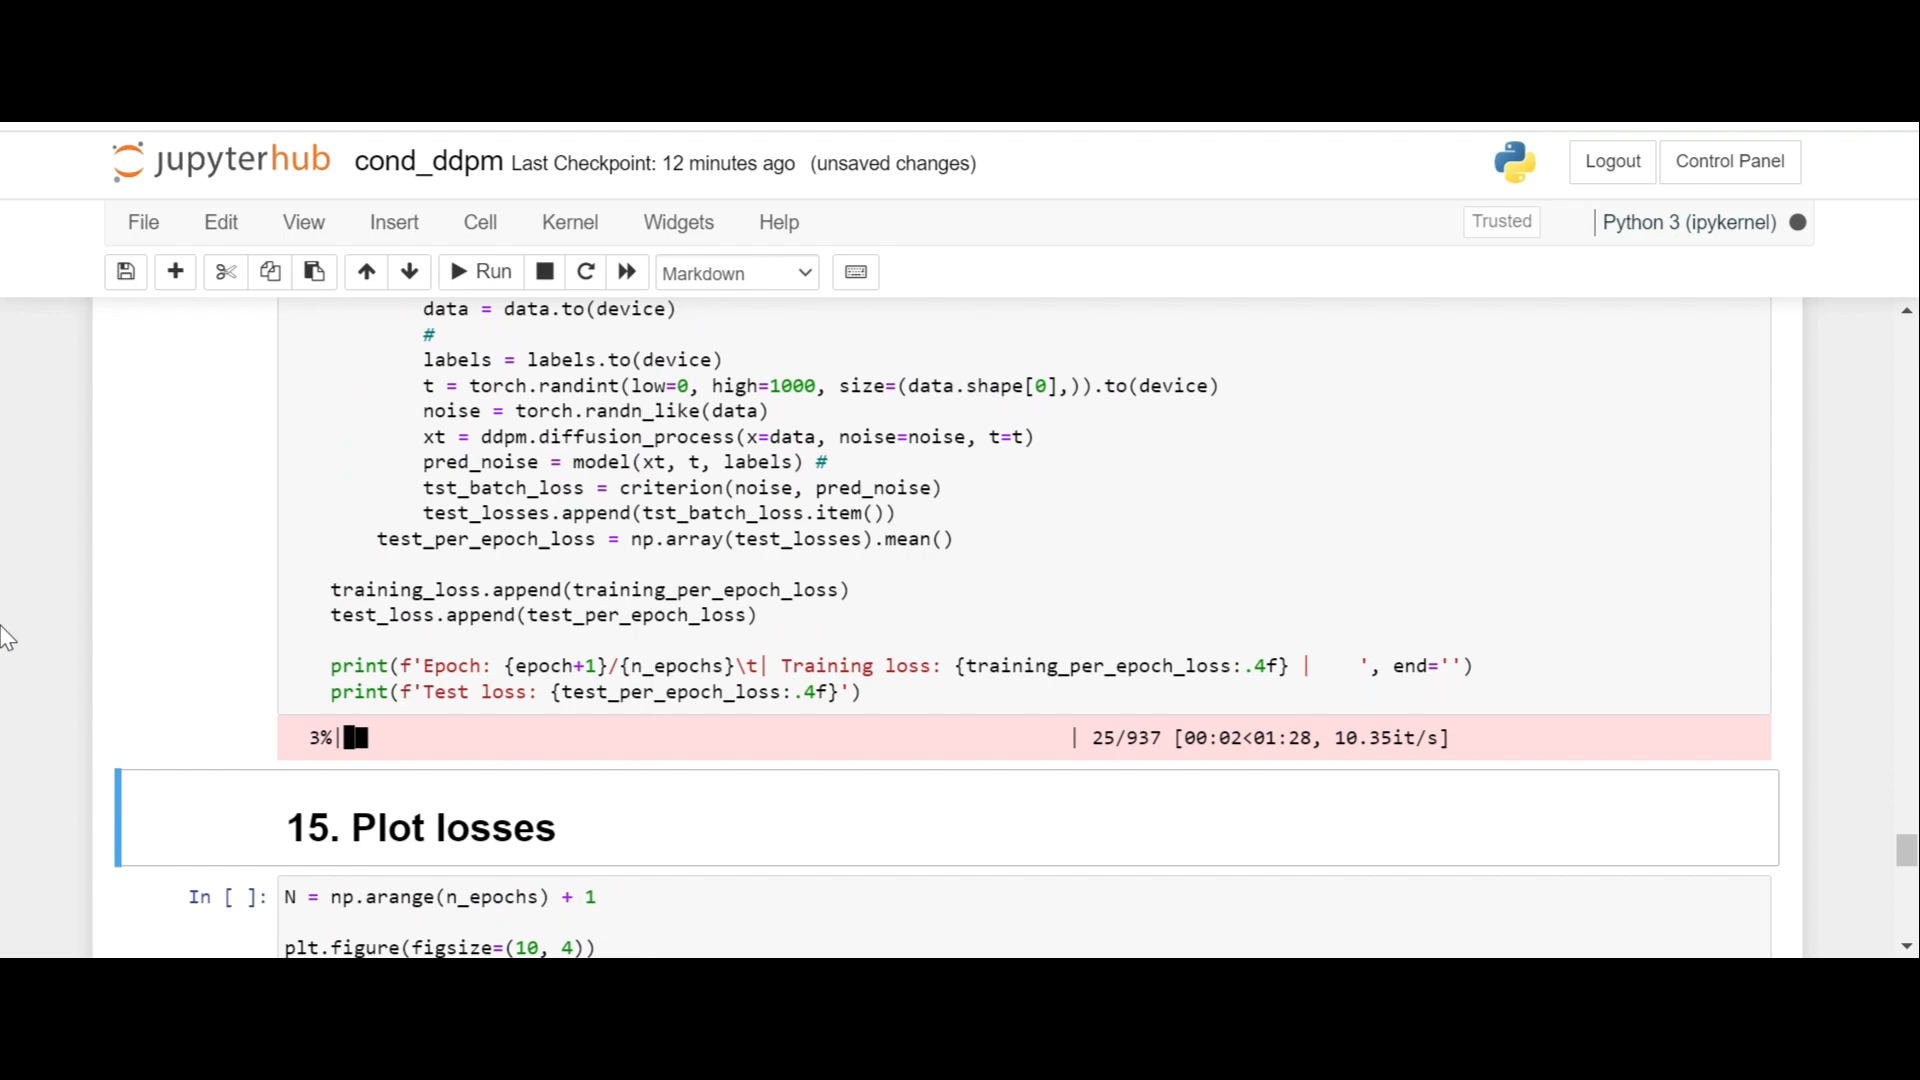 jupyterhub cond_ddpm Last Checkpoint: 12 minutes ago (unsaved changes) Logout Control Panel
File Edit View Insert Cell Kernel Widgets Help Trusted Python 3 (ipykernel)
Run Markdown
data = data.to(device)
#
labels = labels.to(device)
t = torch.randint(low=0, high=1000, size=(data.shape[0],)).to(device)
noise = torch.randn_like(data)
xt = ddpm.diffusion_process(x=data, noise=noise, t=t)
pred_noise = model(xt, t, labels) #
tst_batch_loss = criterion(noise, pred_noise)
test_losses.append(tst_batch_loss.item())
test_per_epoch_loss = np.array(test_losses).mean()
training_loss.append(training_per_epoch_loss)
test_loss.append(test_per_epoch_loss)
print(f'Epoch: {epoch+1}/{n_epochs}\t| Training loss: {training_per_epoch_loss:.4f} |    ', end='')
print(f'Test loss: {test_per_epoch_loss:.4f}')
3%|██ | 25/937 [00:02<01:28, 10.35it/s]
15. Plot losses
In [ ]: N = np.arange(n_epochs) + 1
plt.figure(figsize=(10, 4))